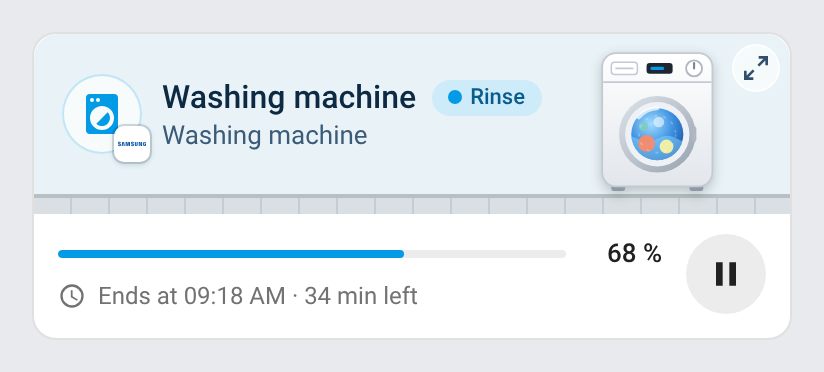 Washing machine
Rinse
Washing machine
SAMSUNG
68 %
Ends at 09:18 AM · 34 min left